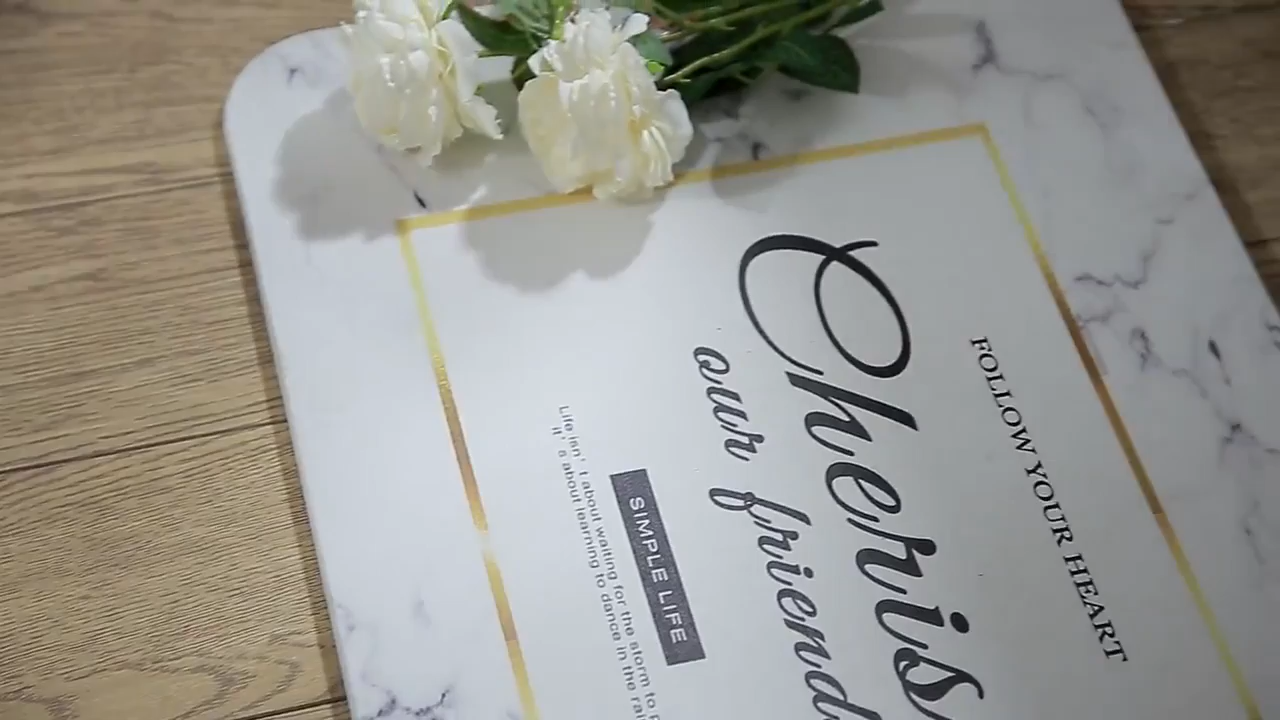 FOLLOW YOUR HEART
Cheris
our friend
SIMPLE LIFE
Life isn't about waiting for the storm to p
it's about learning to dance in the rai